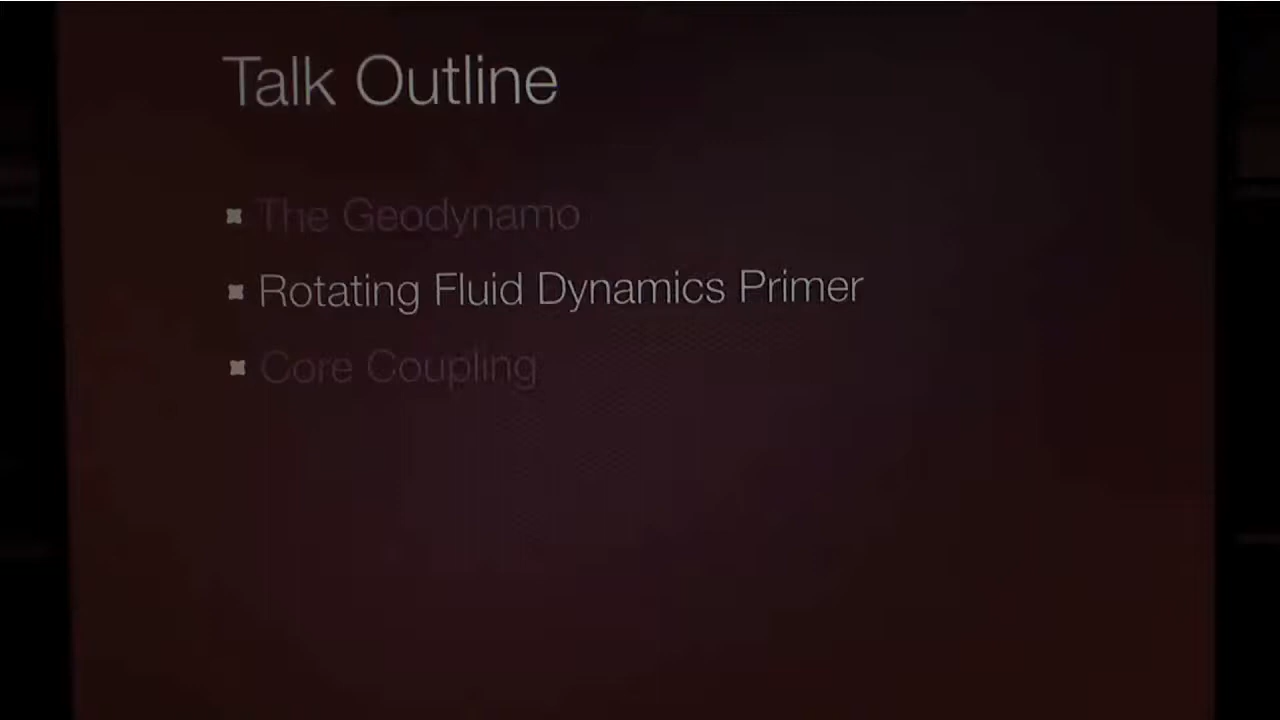 Talk Outline
The Geodynamo
Rotating Fluid Dynamics Primer
Core Coupling